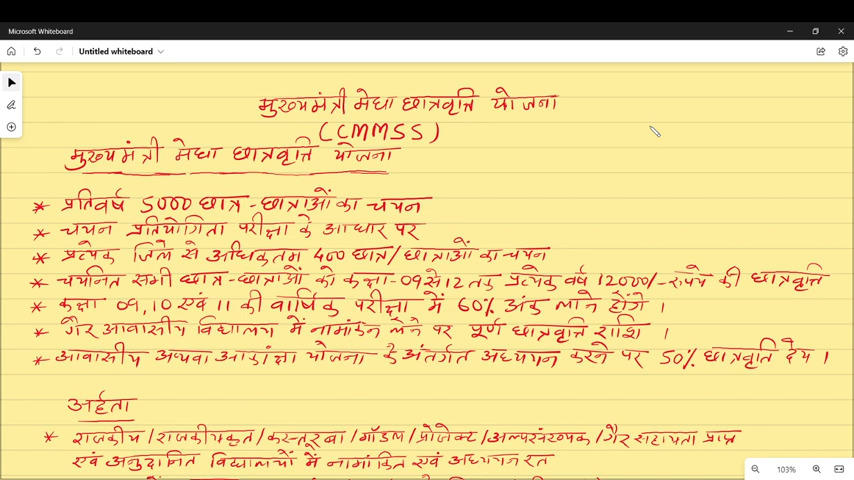 Microsoft Whiteboard
Untitled whiteboard
मुख्यमंत्री मेधा छात्रवृत्ति योजना
(CMMSS)
मुख्यमंत्री मेधा छात्रवृत्ति योजना
* प्रतिवर्ष 5000 छात्र-छात्राओं का चयन
* चयन प्रतियोगिता परीक्षा के आधार पर
* प्रत्येक जिले से अधिकतम 400 छात्र/छात्राओं का चयन
* चयनित सभी छात्र-छात्राओं को कक्षा-09 से 12 तक प्रत्येक वर्ष 12000/- रुपये की छात्रवृत्ति
* कक्षा 09,10 एवं 11 की वार्षिक परीक्षा में 60% अंक लाने होंगे ।
* गैर आवासीय विद्यालय में नामांकन लेने पर पूर्ण छात्रवृत्ति राशि ।
* आवासीय अथवा आकांक्षा योजना के अंतर्गत अध्ययन करने पर 50% छात्रवृति देय ।
अर्हता
* राजकीय/राजकीयकृत/कस्तूरबा/मॉडल/प्रोजेक्ट/अल्पसंख्यक/गैर सहायता प्राप्त
एवं अनुदानित विद्यालयों में नामांकित एवं अध्ययनरत
103%